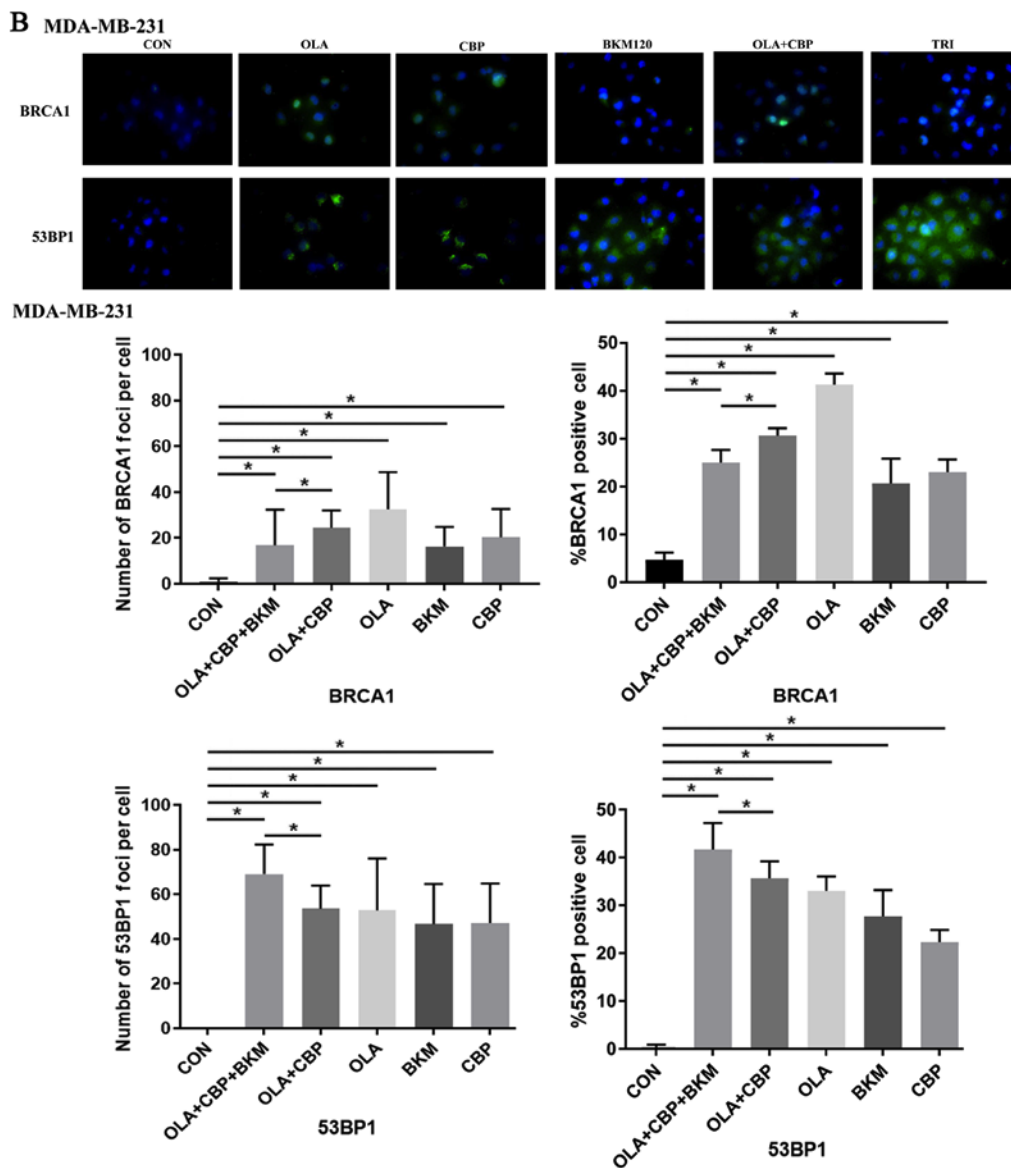 B MDA-MB-231
CON OLA CBP BKM120 OLA+CBP TRI
BRCA1
53BP1
MDA-MB-231
Number of BRCA1 foci per cell
100
80
60
40
20
0
* * * * * *
CON OLA+CBP+BKM OLA+CBP OLA BKM CBP
BRCA1
%BRCA1 positive cell
50
40
30
20
10
0
* * * * * *
CON OLA+CBP+BKM OLA+CBP OLA BKM CBP
BRCA1
Number of 53BP1 foci per cell
100
80
60
40
20
0
* * * * * *
CON OLA+CBP+BKM OLA+CBP OLA BKM CBP
53BP1
%53BP1 positive cell
50
40
30
20
10
0
* * * * * *
CON OLA+CBP+BKM OLA+CBP OLA BKM CBP
53BP1